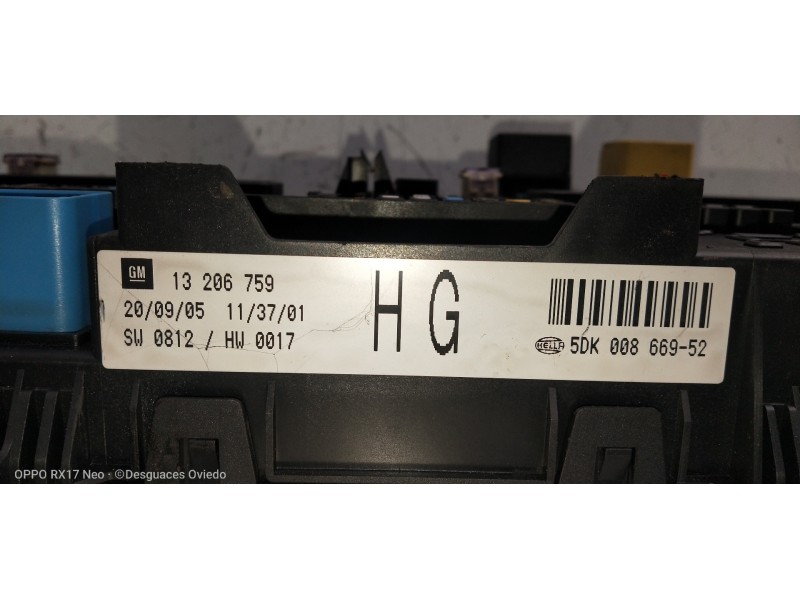 GM 13 206 759
20/09/05 11/37/01
SW 0812 / HW 0017
HG
HELLA 5DK 008 669-52
OPPO RX17 Neo · ©Desguaces Oviedo